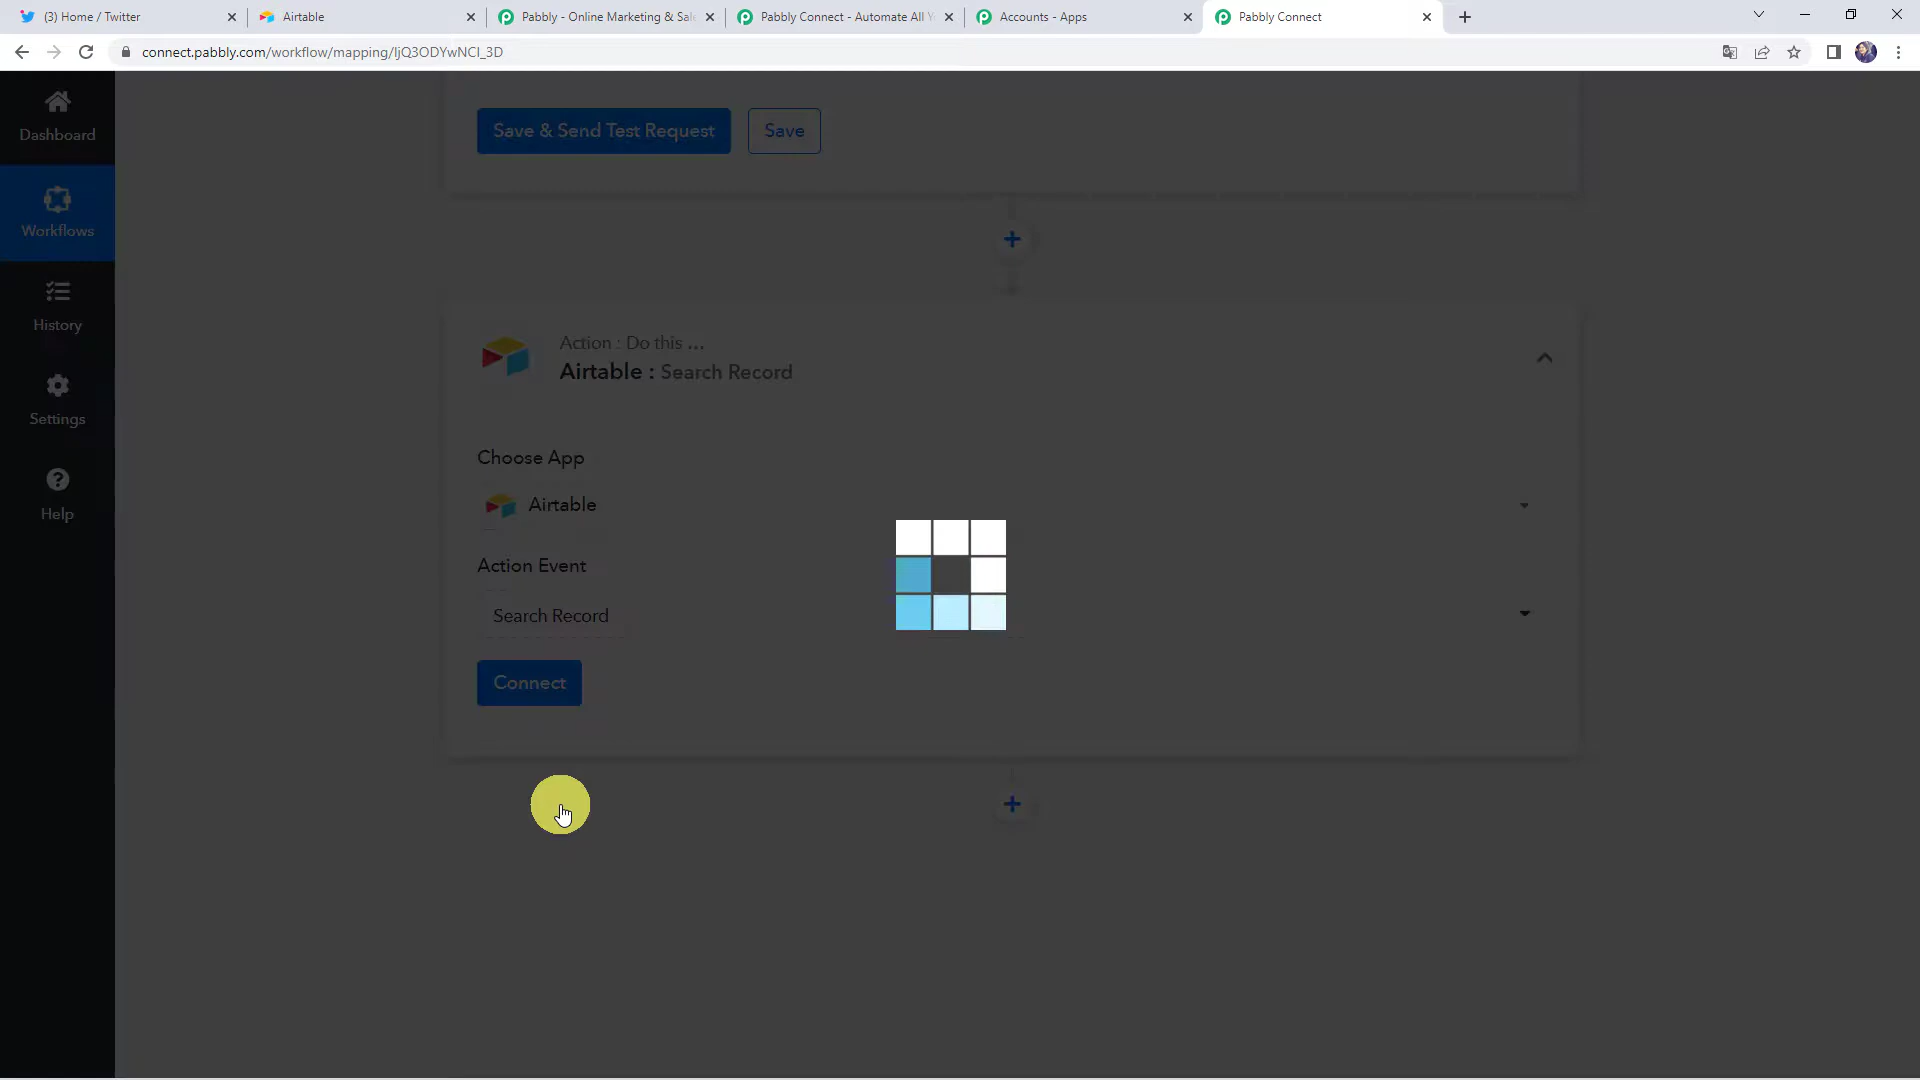 (3) Home / Twitter
Airtable
Pabbly - Online Marketing & Sal
Pabbly Connect - Automate All Y
Accounts - Apps
Pabbly Connect
connect.pabbly.com/workflow/mapping/IjQ3ODYwNCI_3D
Dashboard
Save & Send Test Request
Save
Workflows
History
Action : Do this ...
Airtable : Search Record
Settings
Choose App
Airtable
Help
Action Event
Search Record
Connect